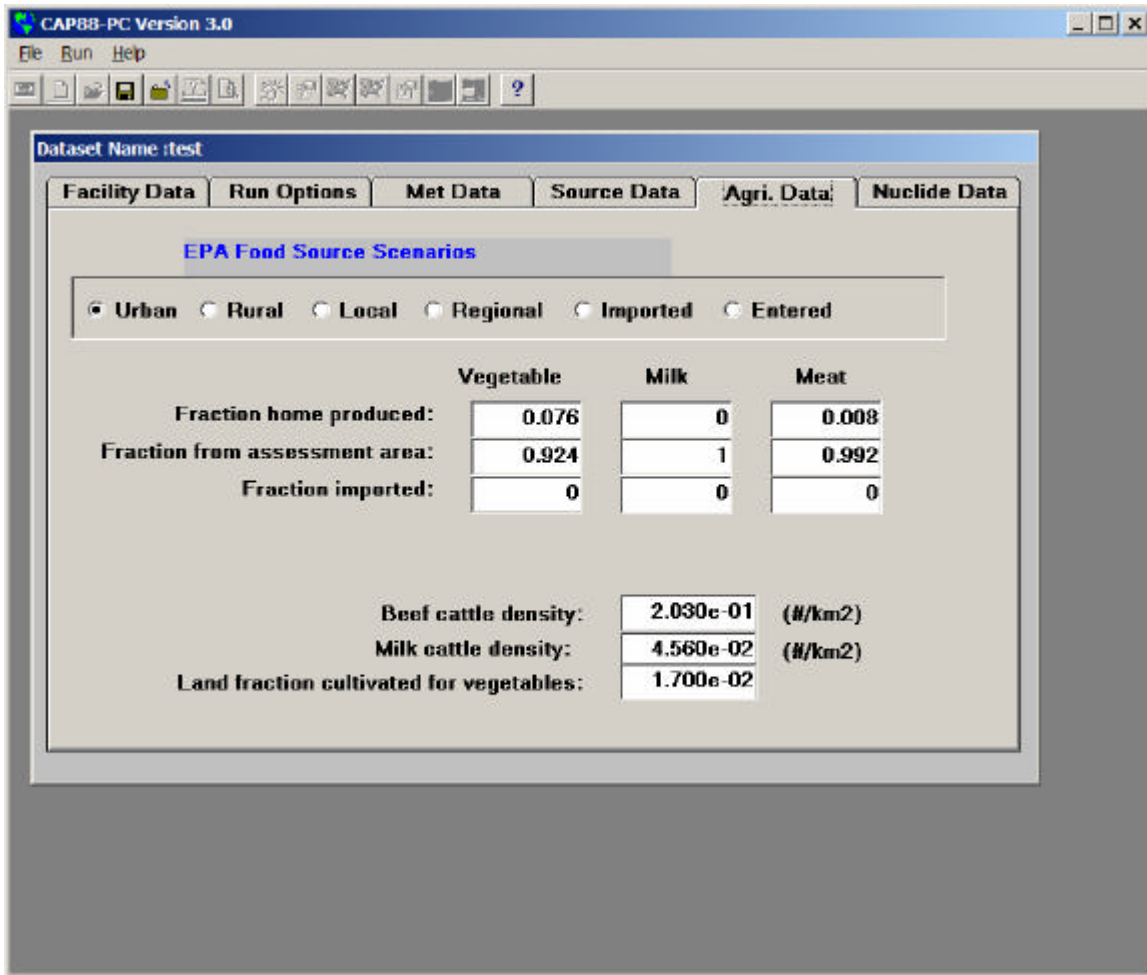 CAP88-PC Version 3.0
File Run Help
?
Dataset Name :test
Facility Data Run Options Met Data Source Data Agri. Data Nuclide Data
EPA Food Source Scenarios
Urban Rural Local Regional Imported Entered
Vegetable Milk Meat
Fraction home produced: 0.076 0 0.008
Fraction from assessment area: 0.924 1 0.992
Fraction imported: 0 0 0
Beef cattle density: 2.030e-01 (#/km2)
Milk cattle density: 4.560e-02 (#/km2)
Land fraction cultivated for vegetables: 1.700e-02